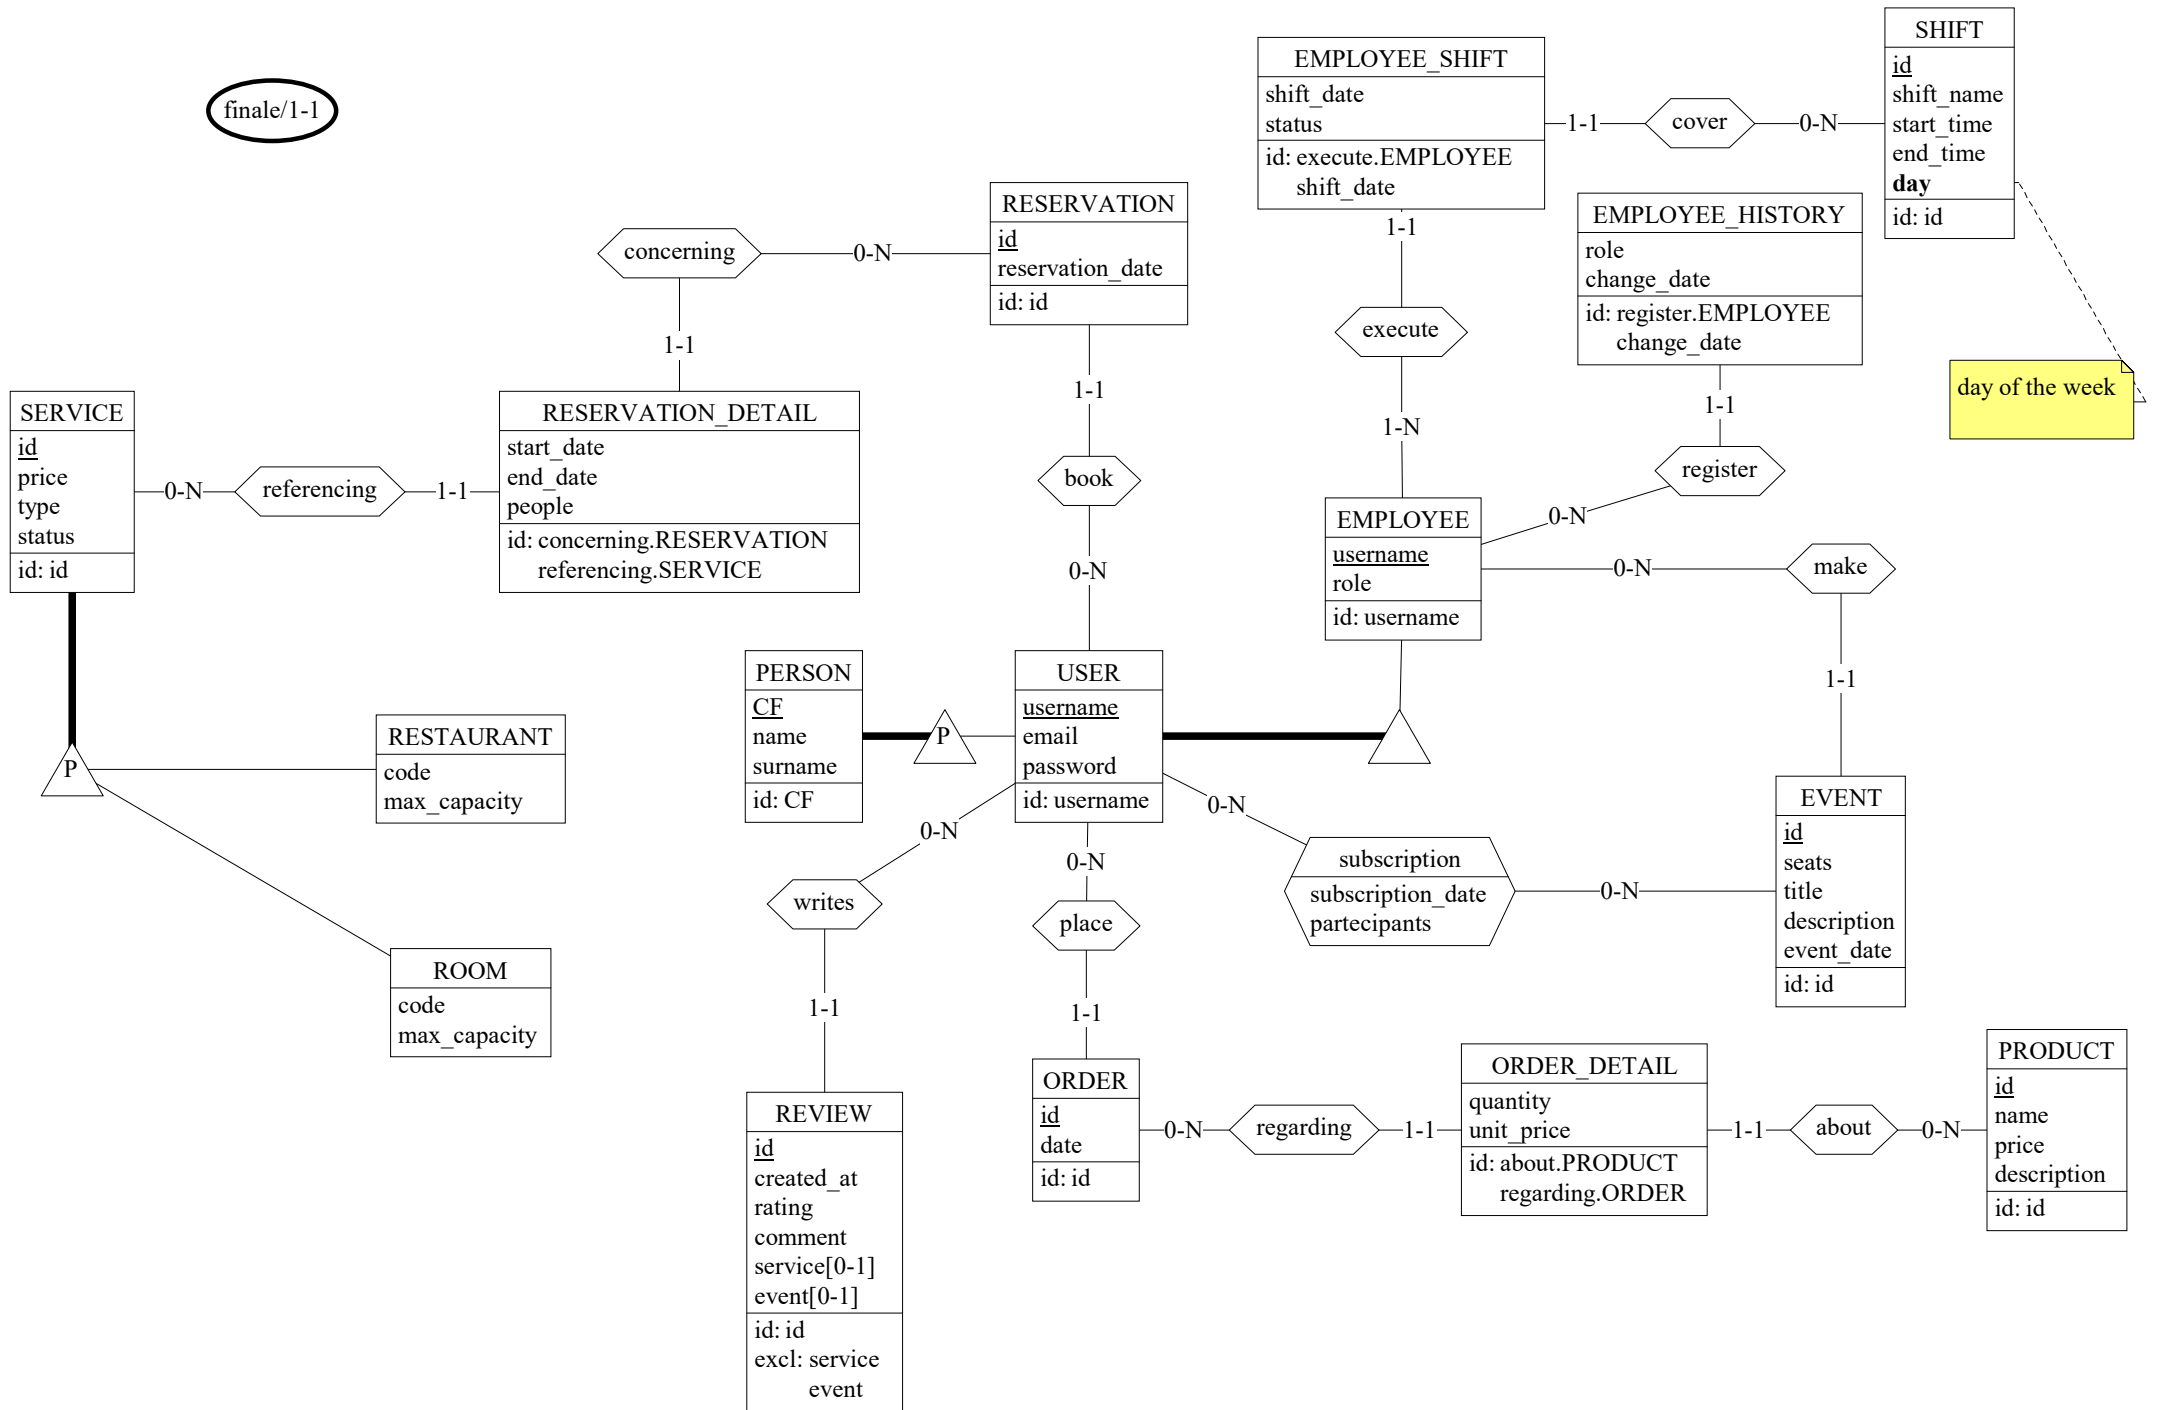 finale/1-1
SHIFT
id
shift_name
start_time
end_time
day
id: id
EMPLOYEE_SHIFT
shift_date
status
id: execute.EMPLOYEE
shift_date
1-1
cover
0-N
day of the week
EMPLOYEE_HISTORY
role
change_date
id: register.EMPLOYEE
change_date
1-1
register
0-N
1-1
execute
1-N
RESERVATION
id
reservation_date
id: id
concerning
0-N
1-1
1-1
book
0-N
SERVICE
id
price
type
status
id: id
0-N
referencing
1-1
RESERVATION_DETAIL
start_date
end_date
people
id: concerning.RESERVATION
referencing.SERVICE
EMPLOYEE
username
role
id: username
0-N
make
1-1
PERSON
CF
name
surname
id: CF
P
USER
username
email
password
id: username
P
RESTAURANT
code
max_capacity
ROOM
code
max_capacity
0-N
writes
1-1
0-N
place
1-1
0-N
subscription
subscription_date
partecipants
0-N
EVENT
id
seats
title
description
event_date
id: id
REVIEW
id
created_at
rating
comment
service[0-1]
event[0-1]
id: id
excl: service
event
ORDER
id
date
id: id
0-N
regarding
1-1
ORDER_DETAIL
quantity
unit_price
id: about.PRODUCT
regarding.ORDER
1-1
about
0-N
PRODUCT
id
name
price
description
id: id